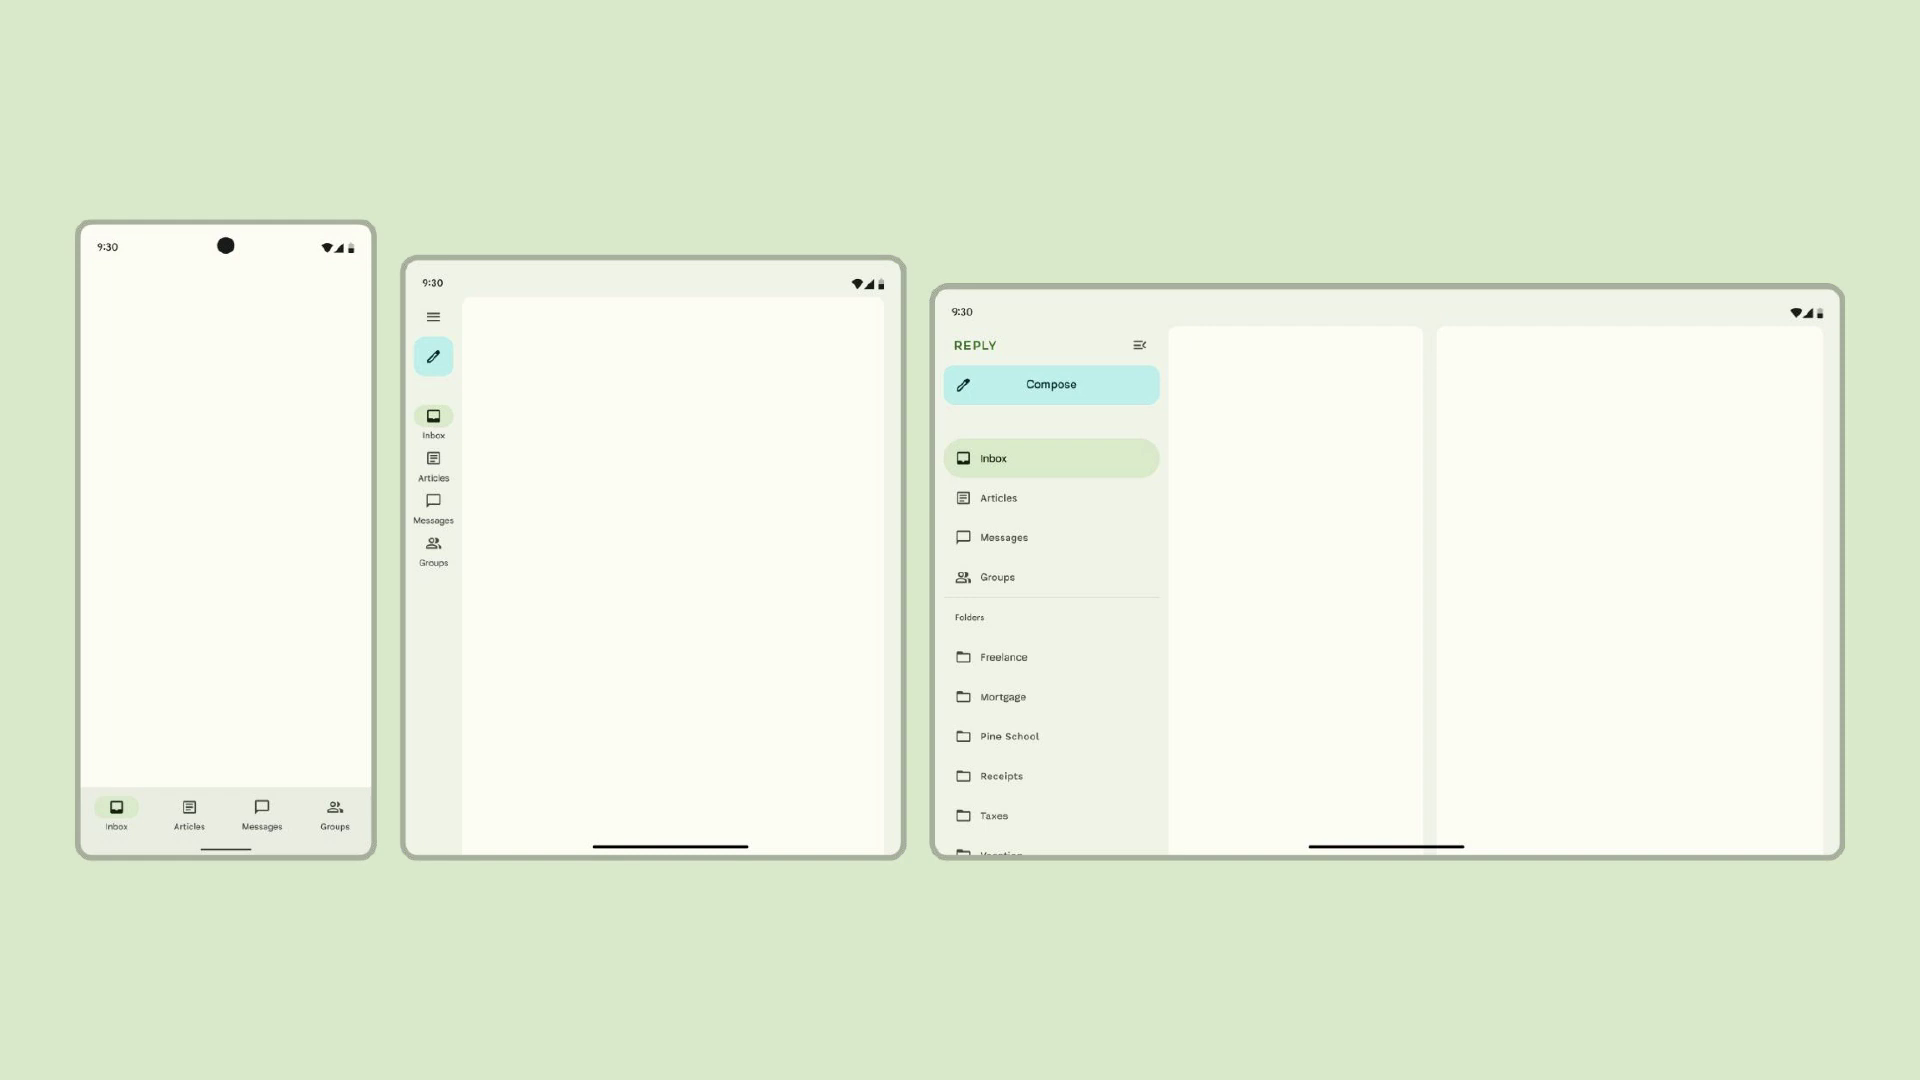 9:30
Inbox Articles Messages Groups
9:30
Inbox
Articles
Messages
Groups
9:30
REPLY
Compose
Inbox
Articles
Messages
Groups
Folders
Freelance
Mortgage
Pine School
Receipts
Taxes